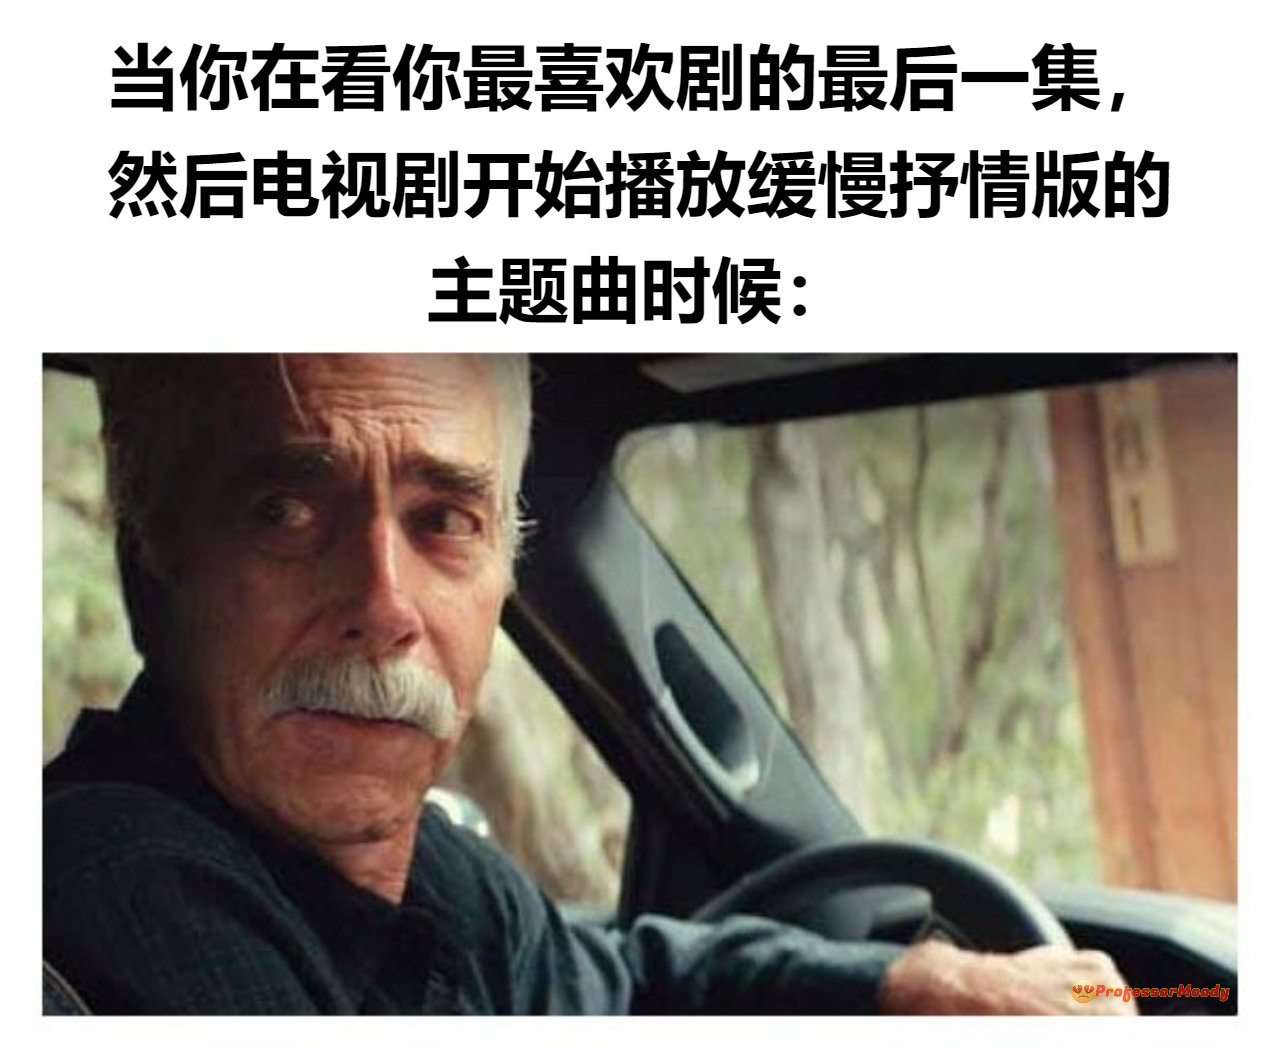 当你在看你最喜欢剧的最后一集，
然后电视剧开始播放缓慢抒情版的
主题曲时候：
ProfessorMoody